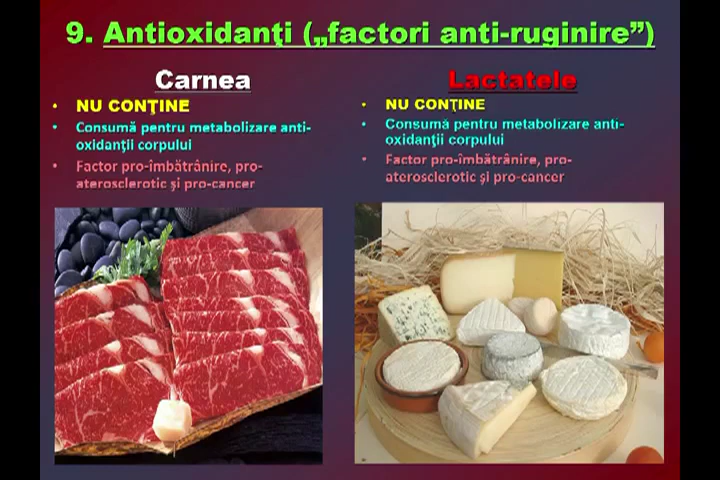 9. Antioxidanţi („factori anti-ruginire”)
Carnea
• NU CONŢINE
• Consumă pentru metabolizare anti-
oxidanţii corpului
• Factor pro-îmbătrânire, pro-
aterosclerotic şi pro-cancer
Lactatele
• NU CONŢINE
• Consumă pentru metabolizare anti-
oxidanţii corpului
• Factor pro-îmbătrânire, pro-
aterosclerotic şi pro-cancer